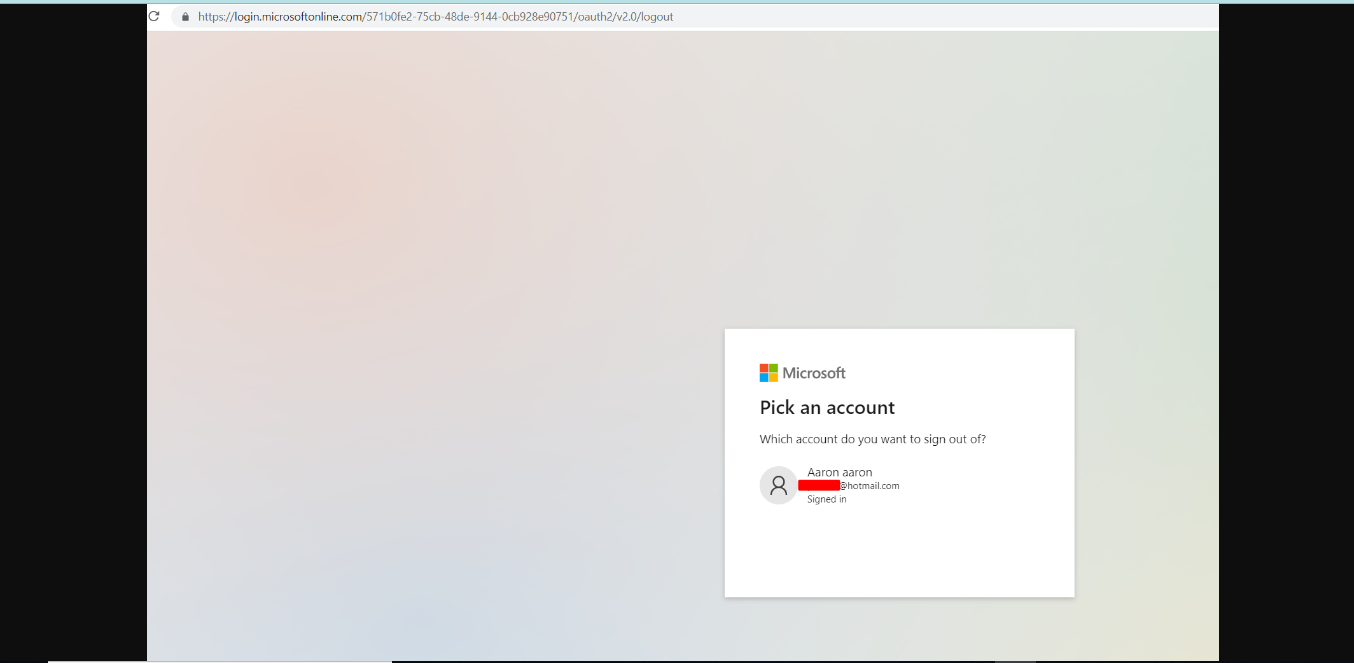 https://login.microsoftonline.com/571b0fe2-75cb-48de-9144-0cb928e90751/oauth2/v2.0/logout
Microsoft
Pick an account
Which account do you want to sign out of?
Aaron aaron
@hotmail.com
Signed in